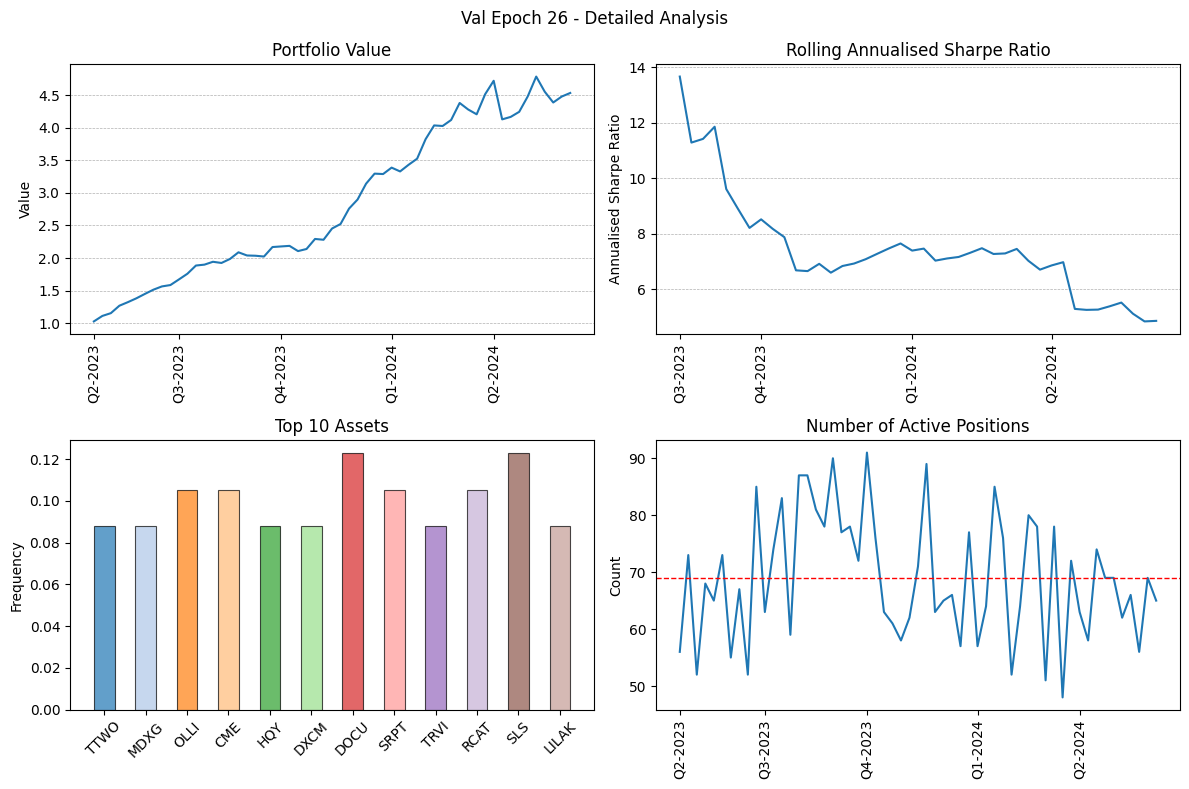 Val Epoch 26 - Detailed Analysis
Portfolio Value
Value
4.5
4.0
3.5
3.0
2.5
2.0
1.5
1.0
Q2-2023
Q3-2023
Q4-2023
Q1-2024
Q2-2024
Rolling Annualised Sharpe Ratio
Annualised Sharpe Ratio
14
12
10
8
6
Q3-2023
Q4-2023
Q1-2024
Q2-2024
Top 10 Assets
Frequency
0.12
0.10
0.08
0.06
0.04
0.02
0.00
TTWO
MDXG
OLLI
CME
HQY
DXCM
DOCU
SRPT
TRVI
RCAT
SLS
LILAK
Number of Active Positions
Count
90
80
70
60
50
Q2-2023
Q3-2023
Q4-2023
Q1-2024
Q2-2024